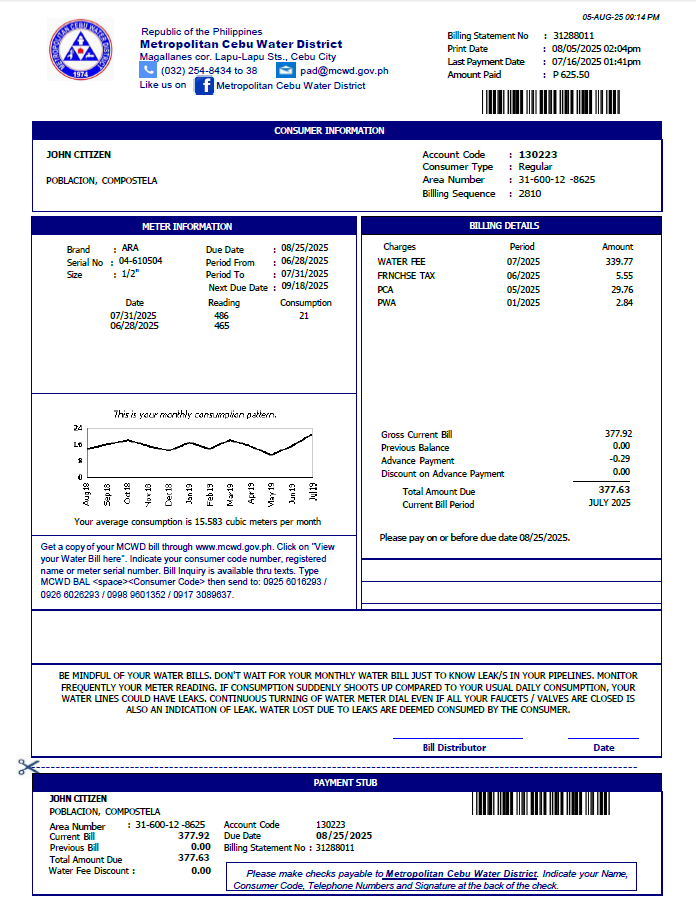 05-AUG-25 09:14 PM
Republic of the Philippines
Metropolitan Cebu Water District
Magallanes cor. Lapu-Lapu Sts., Cebu City
(032) 254-8434 to 38 pad@mcwd.gov.ph
Like us on f Metropolitan Cebu Water District
METROPOLITAN CEBU WATER DISTRICT
1974
Billing Statement No : 31288011
Print Date : 08/05/2025 02:04pm
Last Payment Date : 07/16/2025 01:41pm
Amount Paid : P 625.50
CONSUMER INFORMATION
JOHN CITIZEN
POBLACION, COMPOSTELA
Account Code : 130223
Consumer Type : Regular
Area Number : 31-600-12 -8625
Billling Sequence : 2810
METER INFORMATION
Brand : ARA Due Date : 08/25/2025
Serial No : 04-610504 Period From : 06/28/2025
Size : 1/2" Period To : 07/31/2025
Next Due Date : 09/18/2025
Date Reading Consumption
07/31/2025 486 21
06/28/2025 465
BILLING DETAILS
Charges Period Amount
WATER FEE 07/2025 339.77
FRNCHSE TAX 06/2025 5.55
PCA 05/2025 29.76
PWA 01/2025 2.84
This is your monthly consumption pattern.
24
16
8
0
Aug18 Sep18 Oct18 Nov18 Dec18 Jan19 Feb19 Mar19 Apr19 May19 Jun19 Jul19
Your average consumption is 15.583 cubic meters per month
Gross Current Bill 377.92
Previous Balance 0.00
Advance Payment -0.29
Discount on Advance Payment 0.00
Total Amount Due 377.63
Current Bill Period JULY 2025
Please pay on or before due date 08/25/2025.
Get a copy of your MCWD bill through www.mcwd.gov.ph. Click on "View
your Water Bill here". Indicate your consumer code number, registered
name or meter serial number. Bill Inquiry is available thru texts. Type
MCWD BAL <space><Consumer Code> then send to: 0925 6016293 /
0926 6026293 / 0998 9601352 / 0917 3089637.
BE MINDFUL OF YOUR WATER BILLS. DON'T WAIT FOR YOUR MONTHLY WATER BILL JUST TO KNOW LEAK/S IN YOUR PIPELINES. MONITOR
FREQUENTLY YOUR METER READING. IF CONSUMPTION SUDDENLY SHOOTS UP COMPARED TO YOUR USUAL DAILY CONSUMPTION, YOUR
WATER LINES COULD HAVE LEAKS. CONTINUOUS TURNING OF WATER METER DIAL EVEN IF ALL YOUR FAUCETS / VALVES ARE CLOSED IS
ALSO AN INDICATION OF LEAK. WATER LOST DUE TO LEAKS ARE DEEMED CONSUMED BY THE CONSUMER.
Bill Distributor Date
PAYMENT STUB
JOHN CITIZEN
POBLACION, COMPOSTELA
Area Number : 31-600-12 -8625 Account Code 130223
Current Bill 377.92 Due Date 08/25/2025
Previous Bill 0.00 Billing Statement No : 31288011
Total Amount Due 377.63
Water Fee Discount : 0.00
Please make checks payable to Metropolitan Cebu Water District. Indicate your Name,
Consumer Code, Telephone Numbers and Signature at the back of the check.